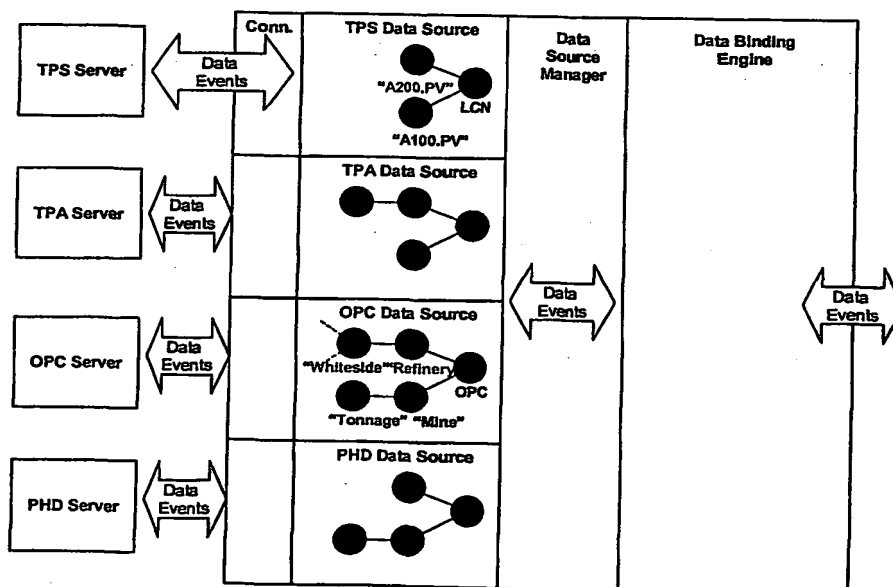 TPS Server
Data
Events
Conn.
TPS Data Source
"A200.PV"
LCN
"A100.PV"
Data
Source
Manager
Data Binding
Engine
TPA Server
Data
Events
TPA Data Source
Data
Events
Data
Events
OPC Server
Data
Events
OPC Data Source
"Whiteside" "Refinery
OPC
"Tonnage" "Mine"
PHD Server
Data
Events
PHD Data Source